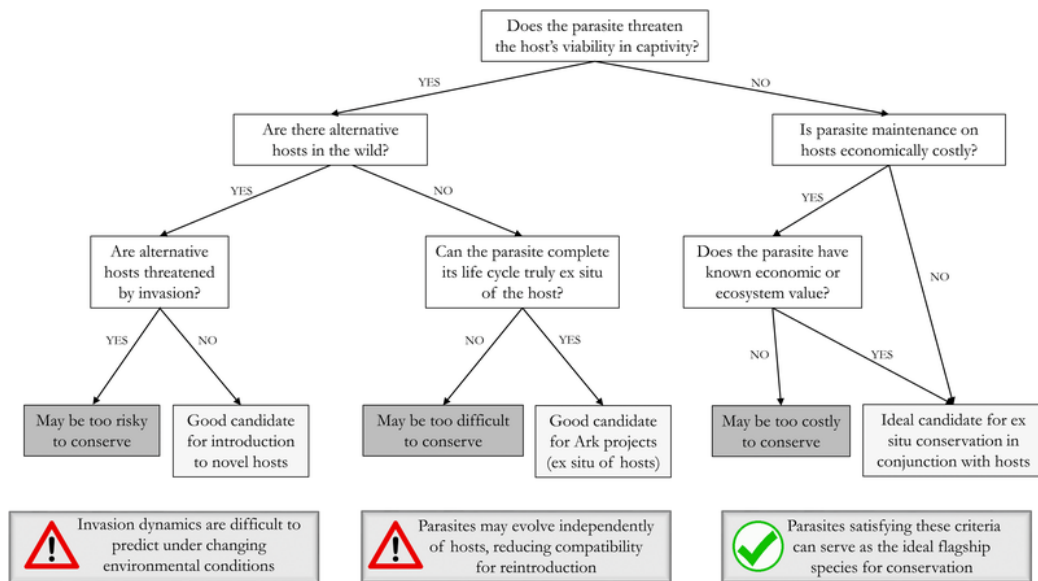 Does the parasite threaten
the host's viability in captivity?
YES
NO
Are there alternative
hosts in the wild?
Is parasite maintenance on
hosts economically costly?
YES
NO
YES
NO
Are alternative
hosts threatened
by invasion?
Can the parasite complete
its life cycle truly ex situ
of the host?
Does the parasite have
known economic or
ecosystem value?
YES
NO
NO
YES
NO
YES
May be too risky
to conserve
Good candidate
for introduction
to novel hosts
May be too difficult
to conserve
Good candidate
for Ark projects
(ex situ of hosts)
May be too costly
to conserve
Ideal candidate for ex
situ conservation in
conjunction with hosts
Invasion dynamics are difficult to
predict under changing
environmental conditions
Parasites may evolve independently
of hosts, reducing compatibility
for reintroduction
Parasites satisfying these criteria
can serve as the ideal flagship
species for conservation